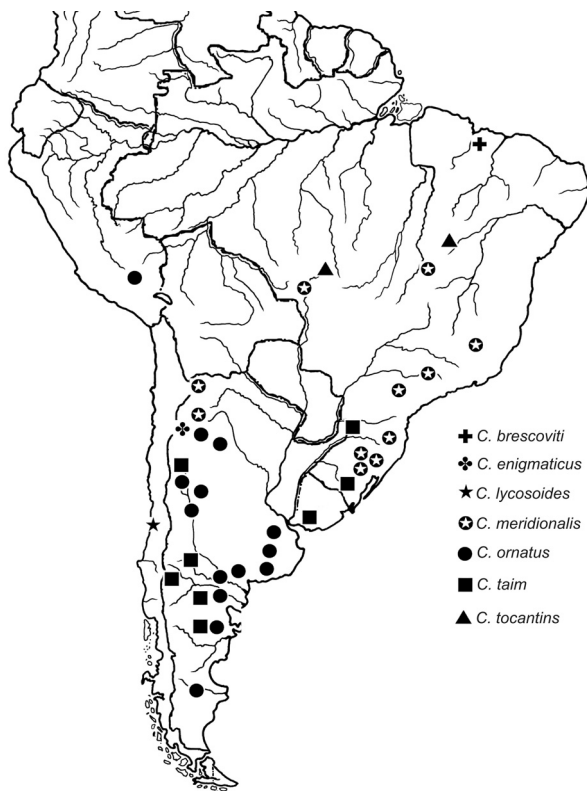 C. brescoviti
C. enigmaticus
C. lycosoides
C. meridionalis
C. ornatus
C. taim
C. tocantins